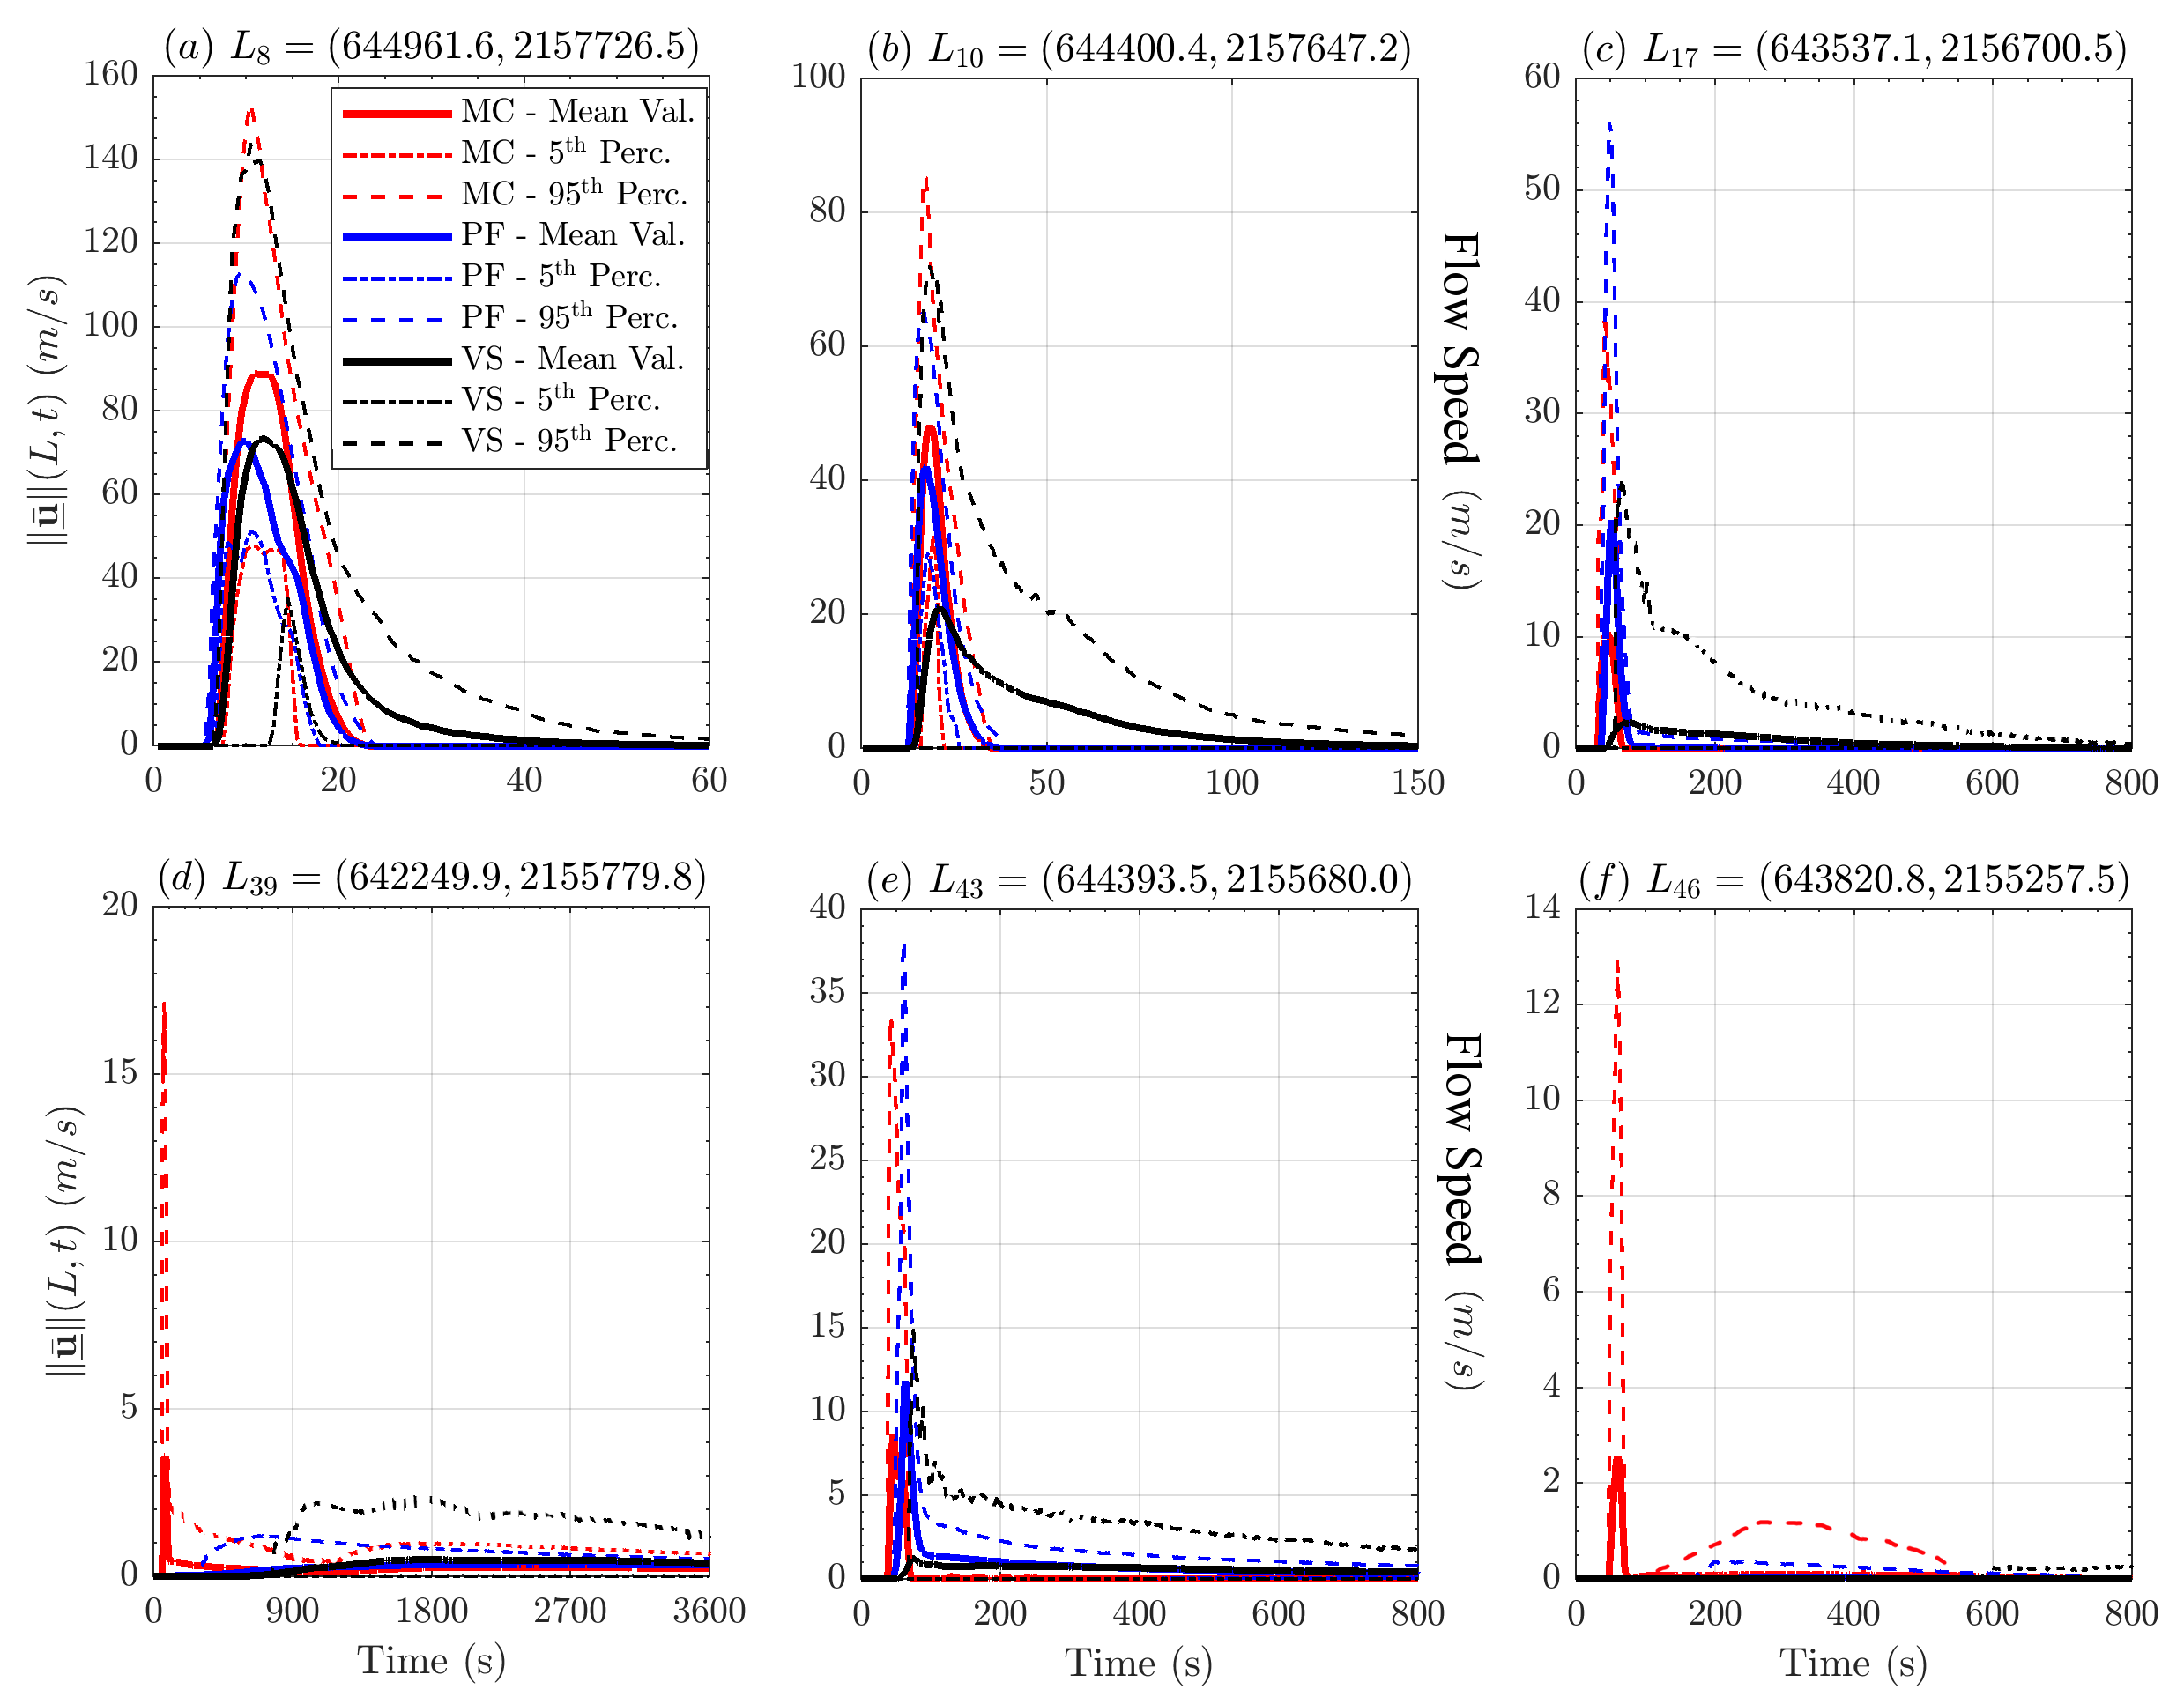 (a) L₈ = (644961.6, 2157726.5)
160
140
120
100
80
60
40
20
0
0 20 40 60
||ū||(L, t) (m/s)
MC - Mean Val.
MC - 5th Perc.
MC - 95th Perc.
PF - Mean Val.
PF - 5th Perc.
PF - 95th Perc.
VS - Mean Val.
VS - 5th Perc.
VS - 95th Perc.
(b) L₁₀ = (644400.4, 2157647.2)
100
80
60
40
20
0
0 50 100 150
Flow Speed (m/s)
(c) L₁₇ = (643537.1, 2156700.5)
60
50
40
30
20
10
0
0 200 400 600 800
(d) L₃₉ = (642249.9, 2155779.8)
20
15
10
5
0
0 900 1800 2700 3600
||ū||(L, t) (m/s)
Time (s)
(e) L₄₃ = (644393.5, 2155680.0)
40
35
30
25
20
15
10
5
0
0 200 400 600 800
Time (s)
Flow Speed (m/s)
(f) L₄₆ = (643820.8, 2155257.5)
14
12
10
8
6
4
2
0
0 200 400 600 800
Time (s)